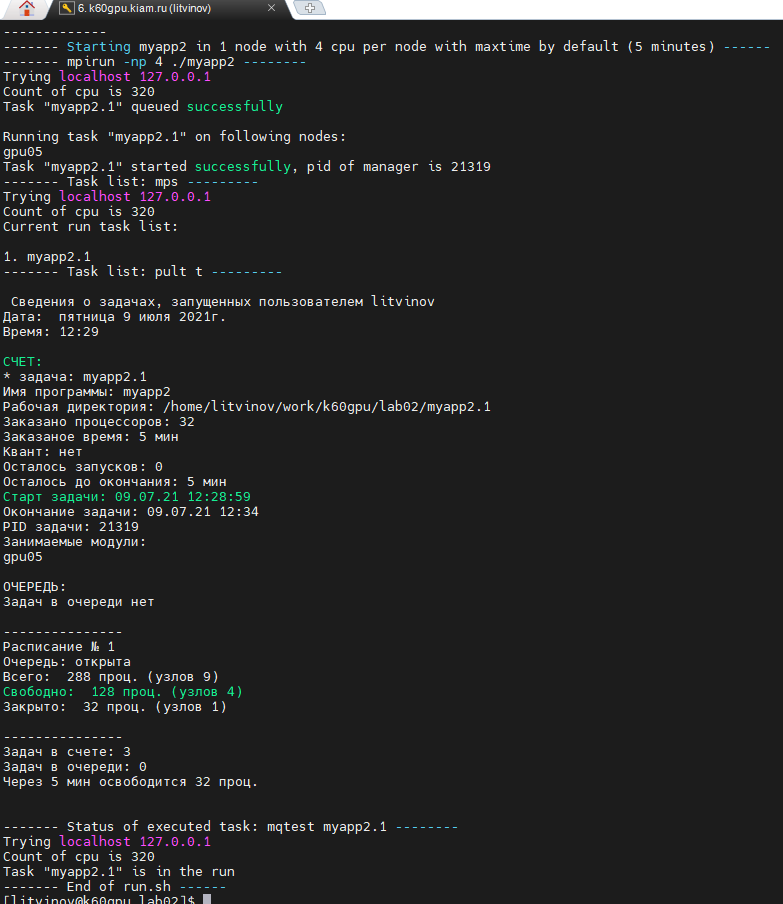 6. k60gpu.kiam.ru (litvinov)
-------------
------- Starting myapp2 in 1 node with 4 cpu per node with maxtime by default (5 minutes) ------
------- mpirun -np 4 ./myapp2 --------
Trying localhost 127.0.0.1
Count of cpu is 320
Task "myapp2.1" queued successfully
Running task "myapp2.1" on following nodes:
gpu05
Task "myapp2.1" started successfully, pid of manager is 21319
------- Task list: mps ---------
Trying localhost 127.0.0.1
Count of cpu is 320
Current run task list:
1. myapp2.1
------- Task list: pult t ---------
Сведения о задачах, запущенных пользователем litvinov
Дата:  пятница 9 июля 2021г.
Время: 12:29
СЧЕТ:
* задача: myapp2.1
Имя программы: myapp2
Рабочая директория: /home/litvinov/work/k60gpu/lab02/myapp2.1
Заказано процессоров: 32
Заказаное время: 5 мин
Квант: нет
Осталось запусков: 0
Осталось до окончания: 5 мин
Старт задачи: 09.07.21 12:28:59
Окончание задачи: 09.07.21 12:34
PID задачи: 21319
Занимаемые модули:
gpu05
ОЧЕРЕДЬ:
Задач в очереди нет
---------------
Расписание № 1
Очередь: открыта
Всего:  288 проц. (узлов 9)
Свободно:  128 проц. (узлов 4)
Закрыто:  32 проц. (узлов 1)
---------------
Задач в счете: 3
Задач в очереди: 0
Через 5 мин освободится 32 проц.
------- Status of executed task: mqtest myapp2.1 --------
Trying localhost 127.0.0.1
Count of cpu is 320
Task "myapp2.1" is in the run
------- End of run.sh ------
[litvinov@k60gpu lab02]$